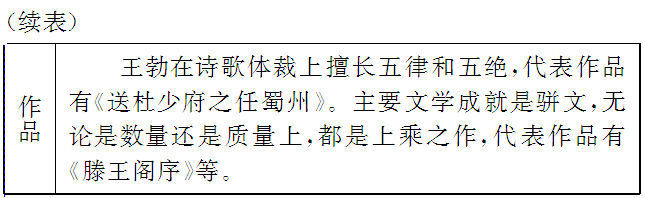 (续表)
作品
王勃在诗歌体裁上擅长五律和五绝,代表作品
有《送杜少府之任蜀州》。主要文学成就是骈文,无
论是数量还是质量上,都是上乘之作,代表作品有
《滕王阁序》等。